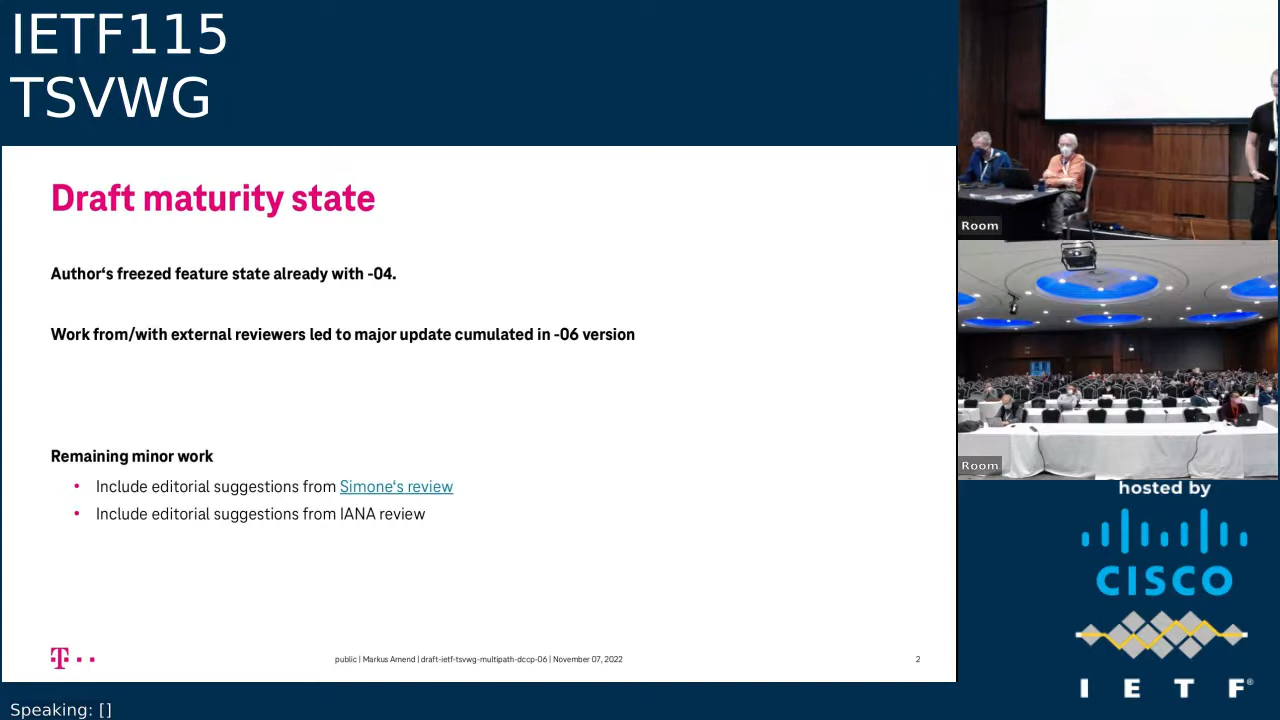 IETF115
TSVWG
Draft maturity state
Author‘s freezed feature state already with -04.
Work from/with external reviewers led to major update cumulated in -06 version
Remaining minor work
• Include editorial suggestions from Simone‘s review
• Include editorial suggestions from IANA review
T
public | Markus Amend | draft-ietf-tsvwg-multipath-dccp-06 | November 07, 2022
2
Room
Room
hosted by
CISCO
I E T F®
Speaking: []